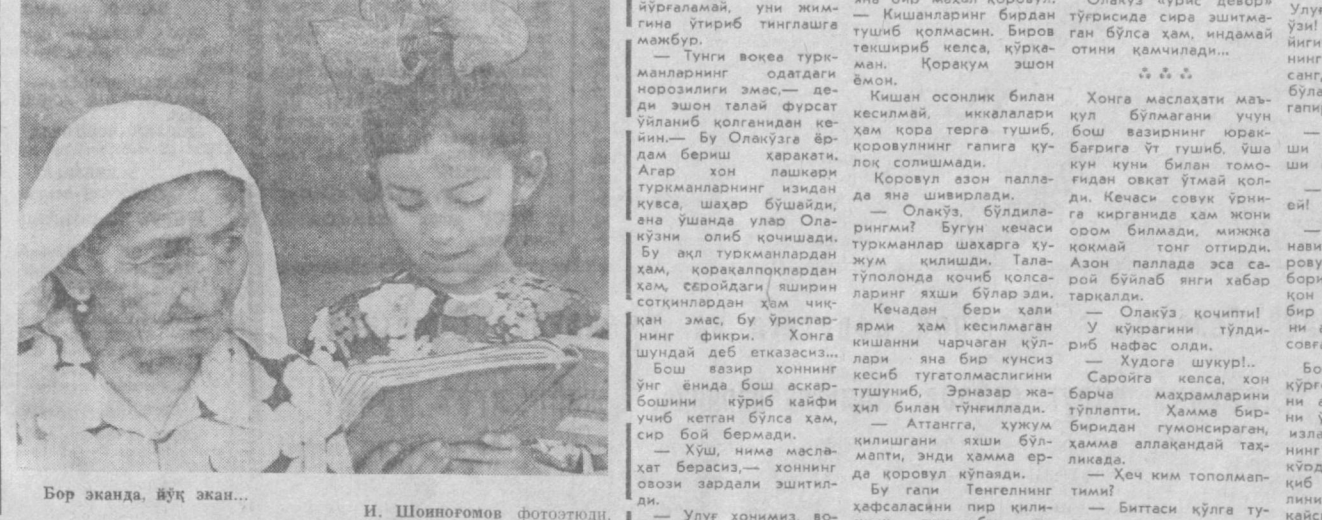 Бор эканда, йўқ экан...
И. Шоиноғомов фотоэтюди.
йўрғаламай, уни жим-
гина ўтириб тинглашга
мажбур.
— Тунги воқеа турк-
манларнинг одатдаги
норозилиги эмас,— де-
ди эшон талай фурсат
ўйланиб қолганидан ке-
йин.— Бу Олакўзга ёр-
дам бериш ҳаракати.
Агар хон лашкари
туркманларнинг изидан
қувса, шаҳар бўшайди,
ана ўшанда улар Ола-
кўзни олиб қочишади.
Бу ақл туркманлардан
ҳам, қорақалпоқлардан
ҳам, саройдаги яширин
сотқинлардан ҳам чиқ-
қан эмас, бу ўрислар-
нинг фикри. Хонга
шундай деб етказасиз...
Бош вазир хоннинг
ўнг ёнида бош аскар-
бошини кўриб кайфи
учиб кетган бўлса ҳам,
сир бой бермади.
— Хўш, нима масла-
ҳат берасиз,— хоннинг
овози зардали эшитил-
ди.
— Улуғ хонимиз, во-
— Кишанларинг бирдан
тушиб қолмасин. Биров
текшириб келса, қўрқа-
ман. Қорақум эшон
ёмон.
Кишан осонлик билан
кесилмай, иккалалари
ҳам қора терга тушиб,
қоровулнинг гапига қу-
лоқ солишмади.
Қоровул азон палла-
да яна шивирлади.
— Олакўз, бўлдила-
рингми? Бугун кечаси
туркманлар шаҳарга ҳу-
жум қилишди. Тала-
тўполонда қочиб қолса-
ларинг яхши бўлар эди.
Кечадан бери ҳали
ярми ҳам кесилмаган
кишанни чарчаган қўл-
лари яна бир кунсиз
кесиб тугатолмаслигини
тушуниб, Эрназар жа-
ҳил билан тўнғиллади.
— Аттангга, ҳужум
қилишгани яхши бўл-
мапти, энди ҳамма ер-
да қоровул кўпаяди.
Бу гапи Тенгелнинг
ҳафсаласини пир қили-
Олакўз «ўрис девор»
тўғрисида сира эшитма-
ган бўлса ҳам, индамай
отини қамчилади...
Хонга маслаҳати маъ-
қул бўлмагани учун
бош вазирнинг юрак-
бағрига ўт тушиб, ўша
кун куни билан томо-
ғидан овқат ўтмай қол-
ди. Кечаси совуқ ўрни-
га кирганида ҳам жони
ором билмади, мижжа
қоқмай тонг оттирди.
Азон паллада эса са-
рой бўйлаб янги хабар
тарқалди.
— Олакўз қочипти!
У кўкрагини тўлди-
риб нафас олди.
— Худога шукур!..
Саройга келса, хон
барча маҳрамларини
тўплапти. Ҳамма бир-
биридан гумонсираган,
ҳамма аллақандай таҳ-
ликада.
— Ҳеч ким тополмап-
тими?
— Биттаси қўлга ту-